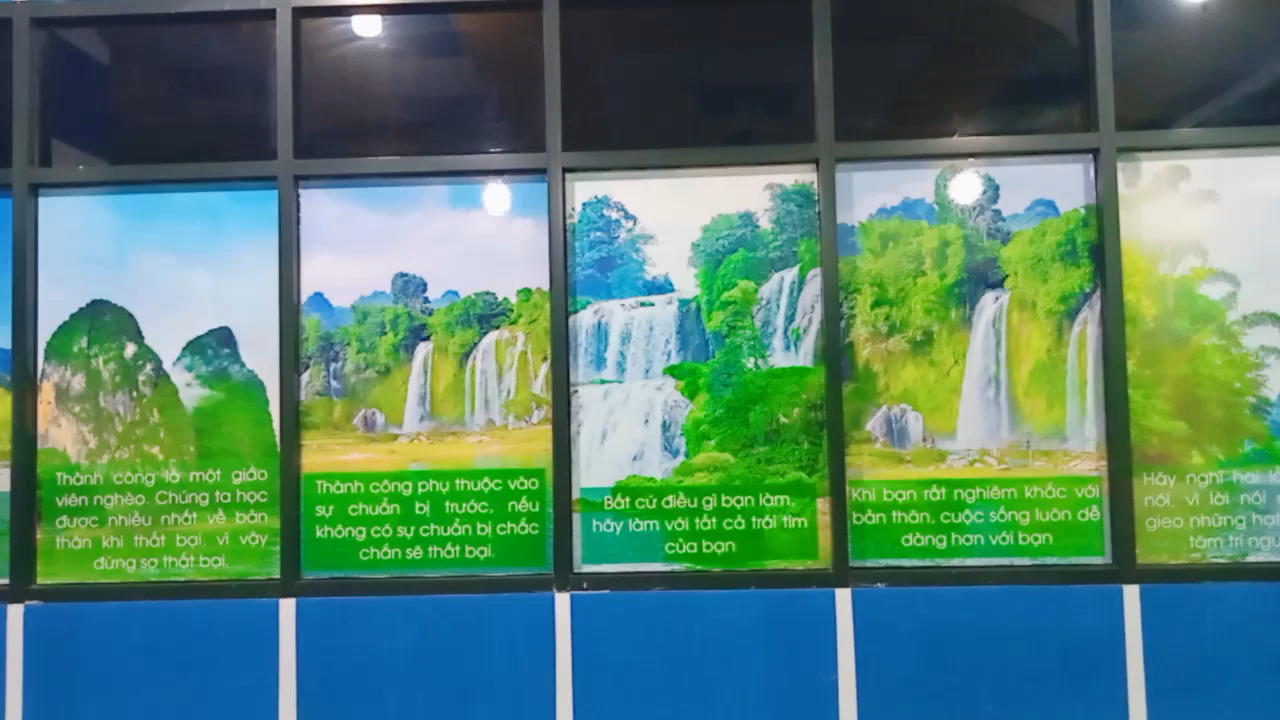 Thành công là một giáo
viên nghèo. Chúng ta học
được nhiều nhất về bản
thân khi thất bại, vì vậy
đừng sợ thất bại.
Thành công phụ thuộc vào
sự chuẩn bị trước, nếu
không có sự chuẩn bị chắc
chắn sẽ thất bại.
Bất cứ điều gì bạn làm,
hãy làm với tất cả trái tim
của bạn
Khi bạn rất nghiêm khắc với
bản thân, cuộc sống luôn dễ
dàng hơn với bạn
Hãy nghĩ hai
nói, vì lời nói
gieo những
tâm trí